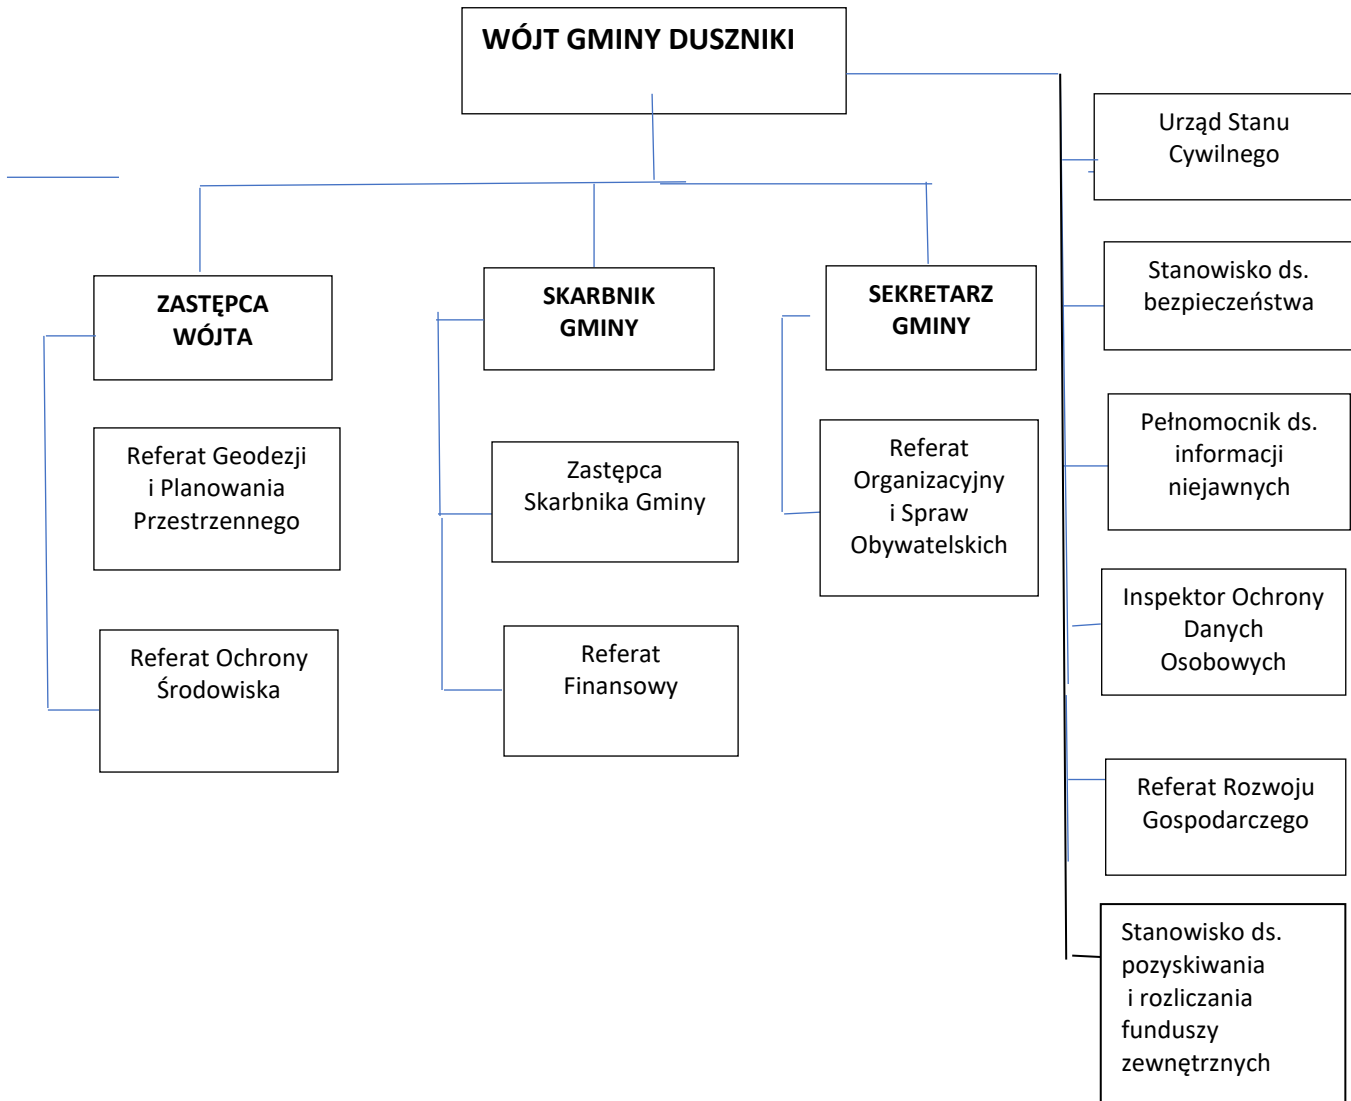 WÓJT GMINY DUSZNIKI
Urząd Stanu
Cywilnego
Stanowisko ds.
bezpieczeństwa
ZASTĘPCA
WÓJTA
SKARBNIK
GMINY
SEKRETARZ
GMINY
Pełnomocnik ds.
informacji
niejawnych
Referat Geodezji
i Planowania
Przestrzennego
Zastępca
Skarbnika Gminy
Referat
Organizacyjny
i Spraw
Obywatelskich
Inspektor Ochrony
Danych
Osobowych
Referat Ochrony
Środowiska
Referat
Finansowy
Referat Rozwoju
Gospodarczego
Stanowisko ds.
pozyskiwania
i rozliczania
funduszy
zewnętrznych